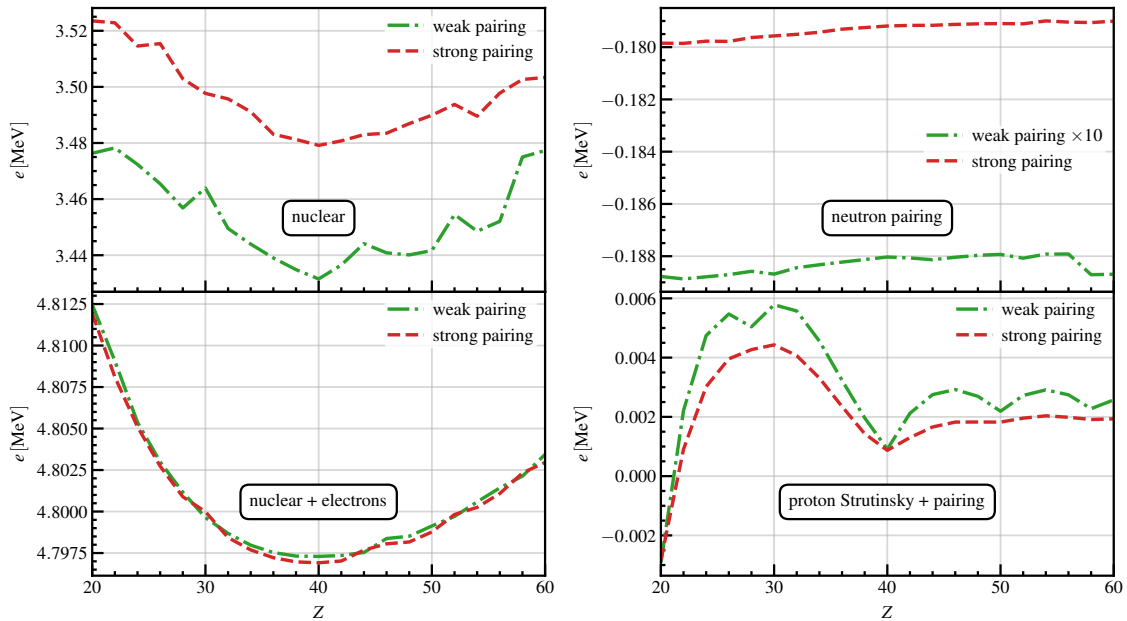 3.52
3.50
3.48
3.46
3.44
e [MeV]
weak pairing
strong pairing
nuclear
−0.180
−0.182
−0.184
−0.186
−0.188
e [MeV]
weak pairing ×10
strong pairing
neutron pairing
4.8125
4.8100
4.8075
4.8050
4.8025
4.8000
4.7975
e [MeV]
weak pairing
strong pairing
nuclear + electrons
20
30
40
50
60
Z
0.006
0.004
0.002
0.000
−0.002
e [MeV]
weak pairing
strong pairing
proton Strutinsky + pairing
20
30
40
50
60
Z